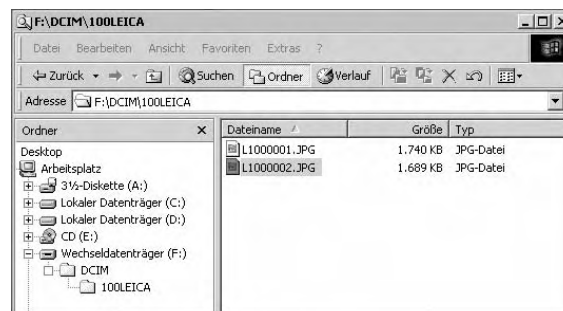 F:\DCIM\100LEICA
Datei Bearbeiten Ansicht Favoriten Extras ?
Zurück Suchen Ordner Verlauf
Adresse F:\DCIM\100LEICA
Ordner
Desktop
Arbeitsplatz
3½-Diskette (A:)
Lokaler Datenträger (C:)
Lokaler Datenträger (D:)
CD (E:)
Wechseldatenträger (F:)
DCIM
100LEICA
Dateiname Größe Typ
L1000001.JPG 1.740 KB JPG-Datei
L1000002.JPG 1.689 KB JPG-Datei